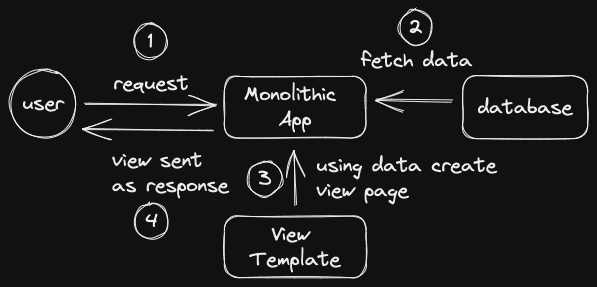 1
request
user
Monolithic
App
2
fetch data
database
view sent
as response
4
3
using data create
view page
View
Template